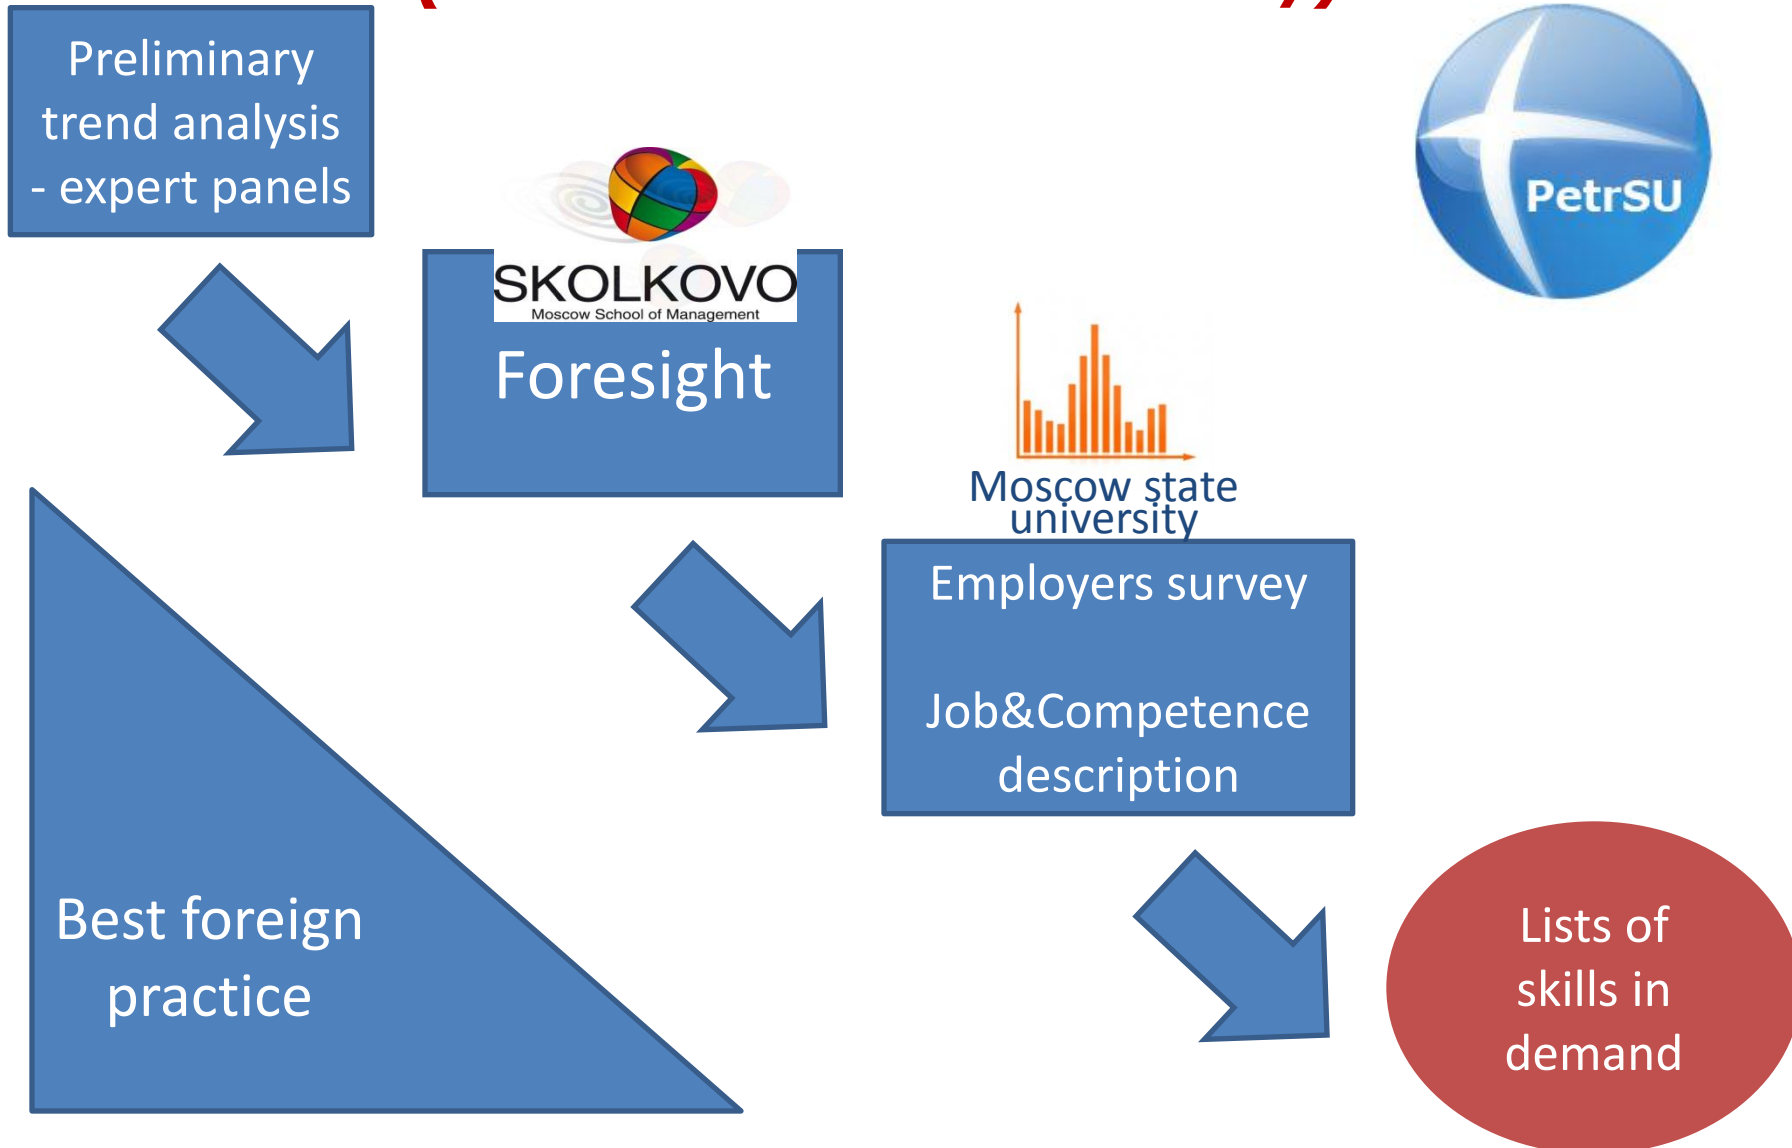 Preliminary
trend analysis
- expert panels
PetrSU
SKOLKOVO
Moscow School of Management
Foresight
Moscow state
university
Employers survey
Job&Competence
description
Best foreign
practice
Lists of
skills in
demand